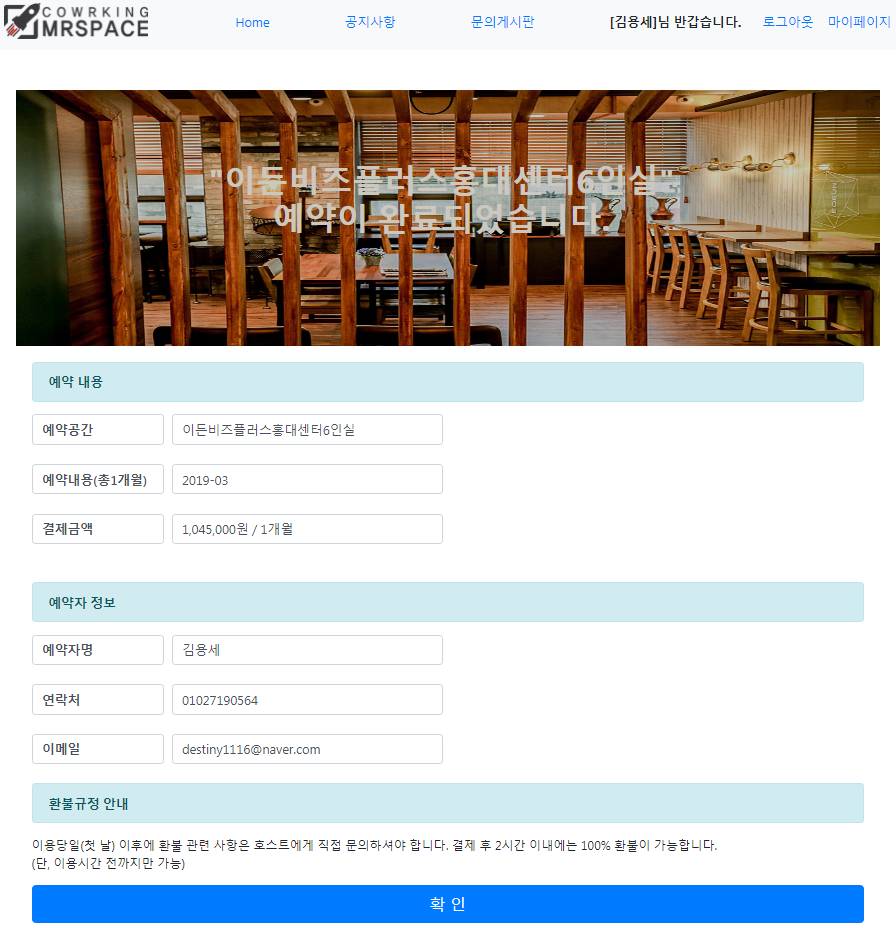 COWRKING
MRSPACE
Home
공지사항
문의게시판
[김용세]님 반갑습니다.
로그아웃
마이페이지
"이든비즈플러스홍대센터6인실"
예약이 완료되었습니다.
예약 내용
예약공간
이든비즈플러스홍대센터6인실
예약내용(총1개월)
2019-03
결제금액
1,045,000원 / 1개월
예약자 정보
예약자명
김용세
연락처
01027190564
이메일
destiny1116@naver.com
환불규정 안내
이용당일(첫 날) 이후에 환불 관련 사항은 호스트에게 직접 문의하셔야 합니다. 결제 후 2시간 이내에는 100% 환불이 가능합니다.
(단, 이용시간 전까지만 가능)
확 인